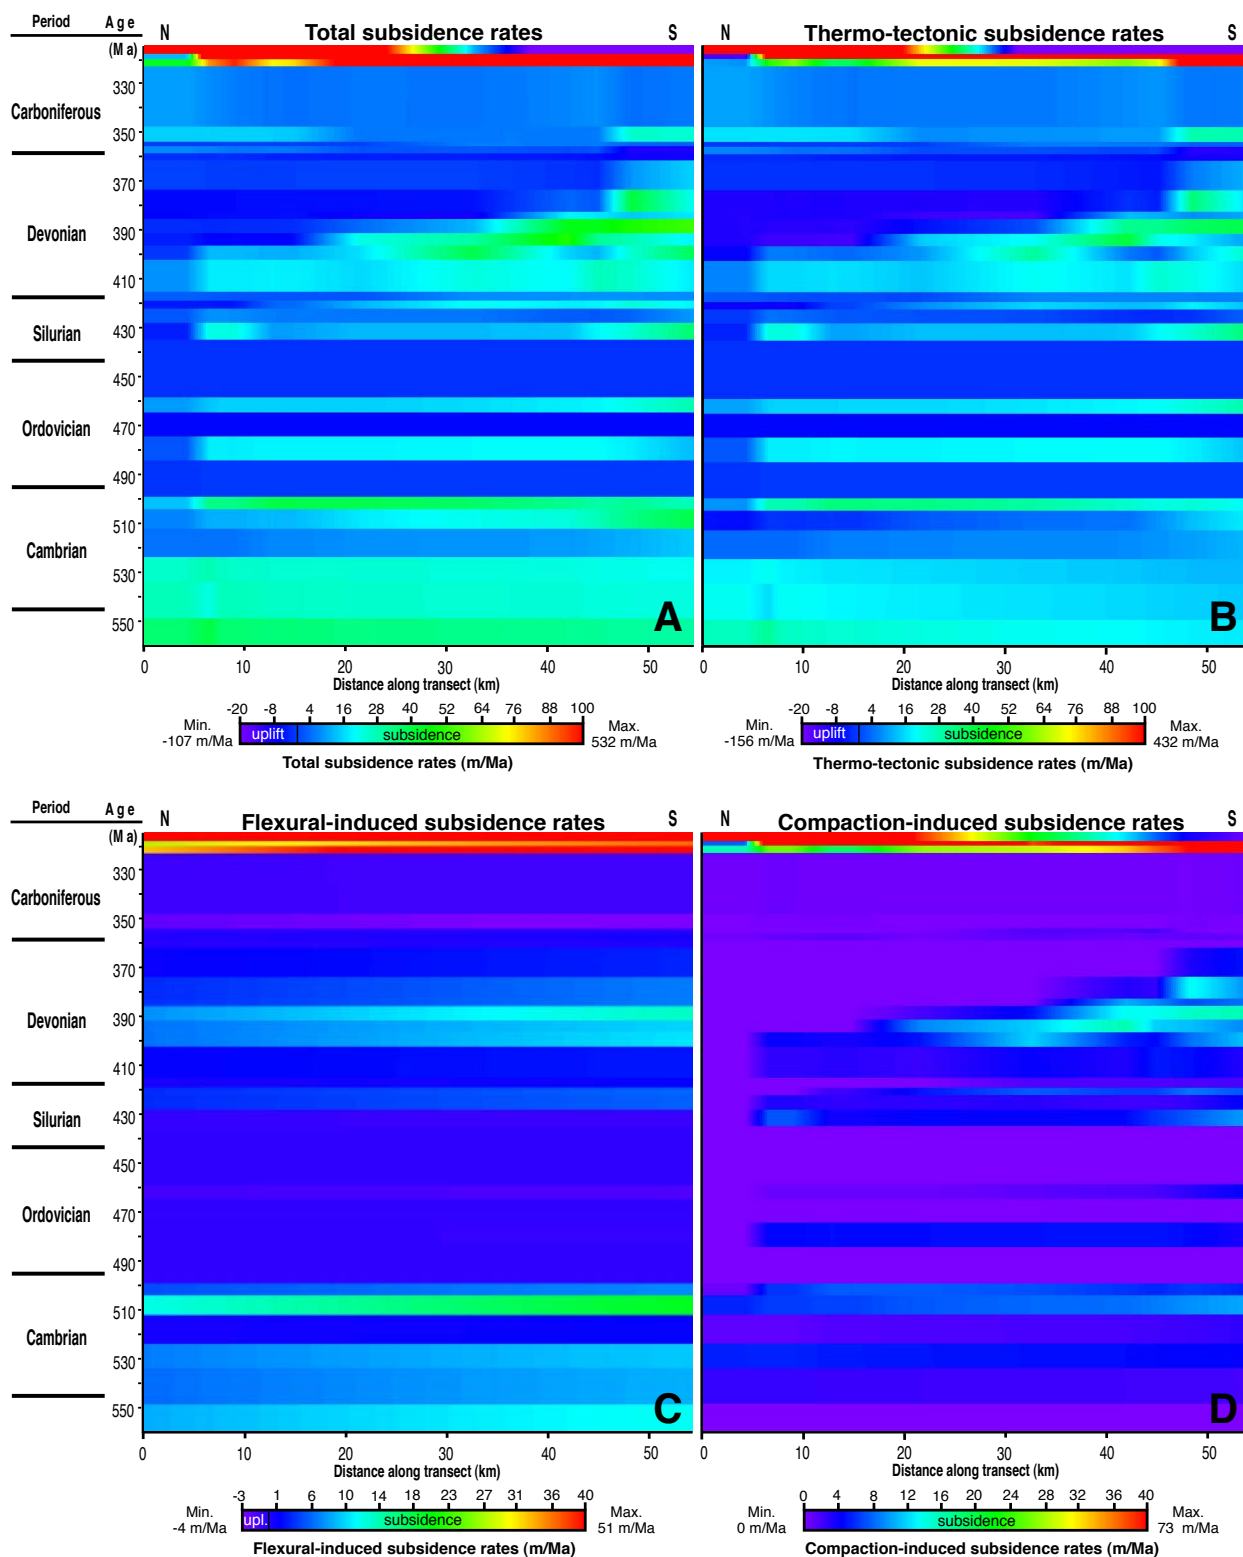 Period Age N Total subsidence rates S N Thermo-tectonic subsidence rates S
(Ma)
330
Carboniferous
350
370
Devonian
390
410
Silurian
430
450
Ordovician
470
490
510
Cambrian
530
550
A B
0 10 20 30 40 50 0 10 20 30 40 50
Distance along transect (km) Distance along transect (km)
-20 -8 4 16 28 40 52 64 76 88 100 -20 -8 4 16 28 40 52 64 76 88 100
Min. -107 m/Ma uplift subsidence Max. 532 m/Ma Min. -156 m/Ma uplift subsidence Max. 432 m/Ma
Total subsidence rates (m/Ma) Thermo-tectonic subsidence rates (m/Ma)
Period Age N Flexural-induced subsidence rates S N Compaction-induced subsidence rates S
(Ma)
330
Carboniferous
350
370
Devonian
390
410
Silurian
430
450
Ordovician
470
490
510
Cambrian
530
550
C D
0 10 20 30 40 50 0 10 20 30 40 50
Distance along transect (km) Distance along transect (km)
-3 1 6 10 14 18 23 27 31 36 40 0 4 8 12 16 20 24 28 32 36 40
Min. -4 m/Ma upl. subsidence Max. 51 m/Ma Min. 0 m/Ma subsidence Max. 73 m/Ma
Flexural-induced subsidence rates (m/Ma) Compaction-induced subsidence rates (m/Ma)